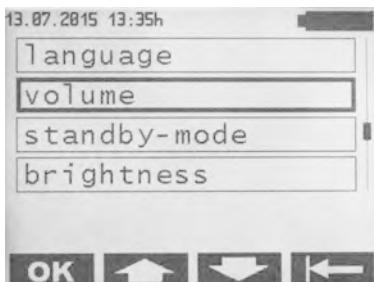 13.07.2015 13:35h
language
volume
standby-mode
brightness
OK